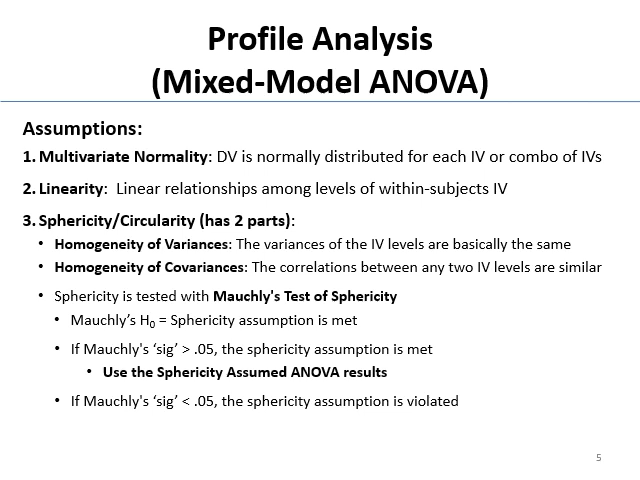 Profile Analysis
(Mixed-Model ANOVA)
Assumptions:
1. Multivariate Normality: DV is normally distributed for each IV or combo of IVs
2. Linearity: Linear relationships among levels of within-subjects IV
3. Sphericity/Circularity (has 2 parts):
• Homogeneity of Variances: The variances of the IV levels are basically the same
• Homogeneity of Covariances: The correlations between any two IV levels are similar
• Sphericity is tested with Mauchly's Test of Sphericity
• Mauchly’s H₀ = Sphericity assumption is met
• If Mauchly's ‘sig’ > .05, the sphericity assumption is met
• Use the Sphericity Assumed ANOVA results
• If Mauchly's ‘sig’ < .05, the sphericity assumption is violated
5